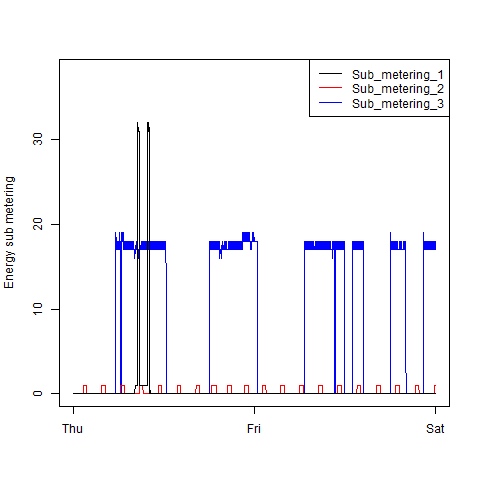 Sub_metering_1
Sub_metering_2
Sub_metering_3
Energy sub metering
30
20
10
0
Thu
Fri
Sat